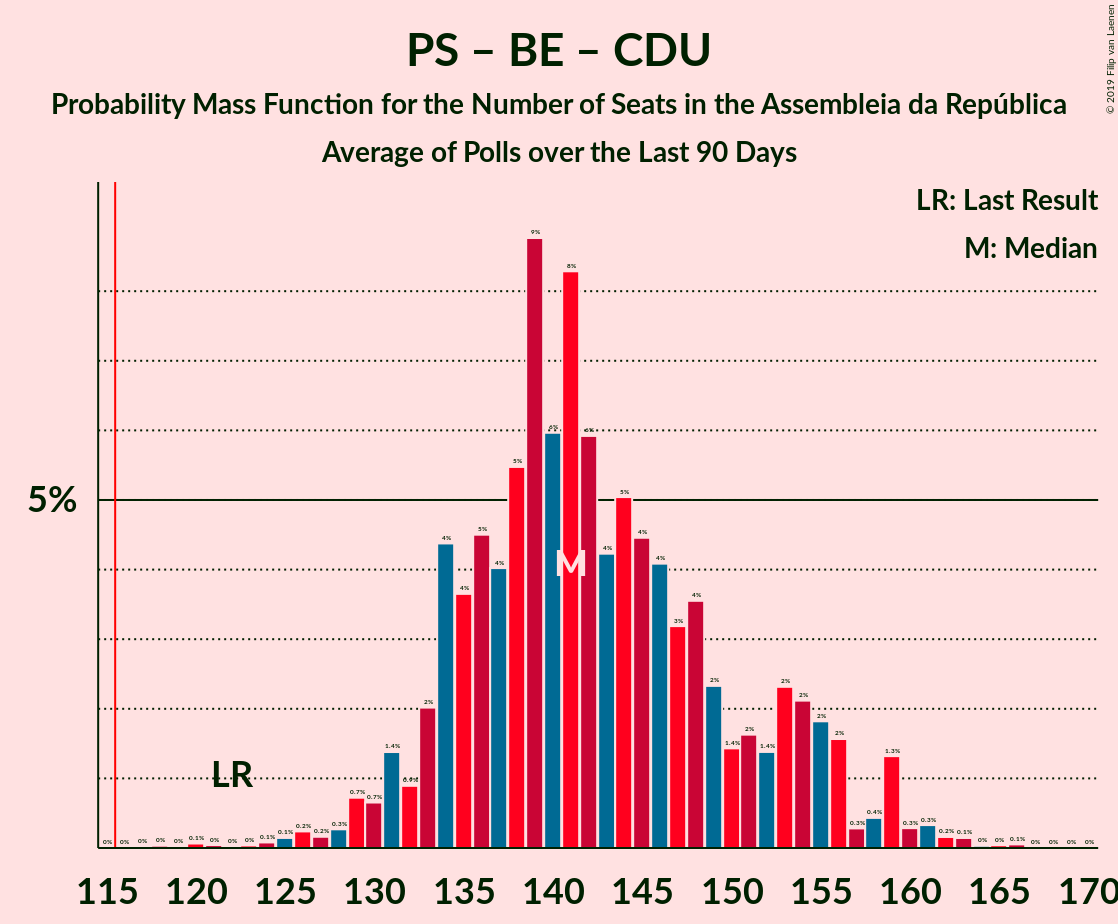 PS – BE – CDU
Probability Mass Function for the Number of Seats in the Assembleia da República
Average of Polls over the Last 90 Days
© 2019 Filip van Laenen
LR: Last Result
M: Median
5%
LR
M
0% 0% 0% 0% 0% 0.1% 0% 0% 0% 0.1% 0.1% 0.2% 0.2% 0.3% 0.7% 0.7% 1.4% 0.9% 2% 4% 4% 5% 4% 5% 9% 6% 8% 6% 4% 5% 4% 4% 3% 4% 2% 1.4% 2% 1.4% 2% 2% 2% 2% 0.3% 0.4% 1.3% 0.3% 0.3% 0.2% 0.1% 0% 0% 0.1% 0% 0% 0% 0%
115 120 125 130 135 140 145 150 155 160 165 170